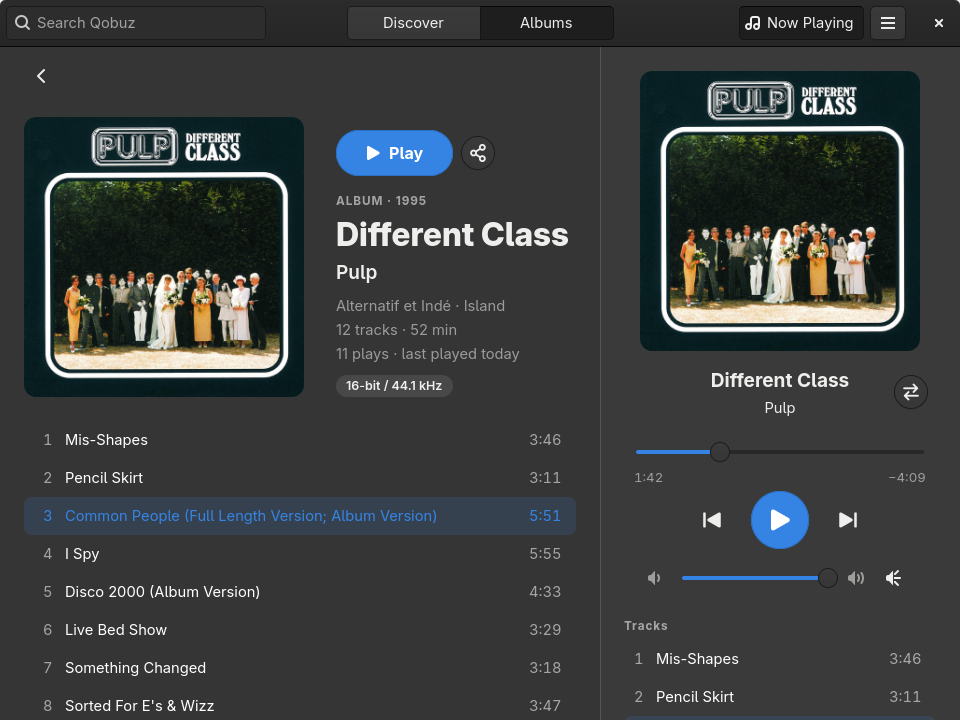 Search Qobuz
Discover
Albums
Now Playing
PULP DIFFERENT CLASS
Play
ALBUM · 1995
Different Class
Pulp
Alternatif et Indé · Island
12 tracks · 52 min
11 plays · last played today
16-bit / 44.1 kHz
1 Mis-Shapes 3:46
2 Pencil Skirt 3:11
3 Common People (Full Length Version; Album Version) 5:51
4 I Spy 5:55
5 Disco 2000 (Album Version) 4:33
6 Live Bed Show 3:29
7 Something Changed 3:18
8 Sorted For E's & Wizz 3:47
PULP DIFFERENT CLASS
Different Class
Pulp
1:42 −4:09
Tracks
1 Mis-Shapes 3:46
2 Pencil Skirt 3:11